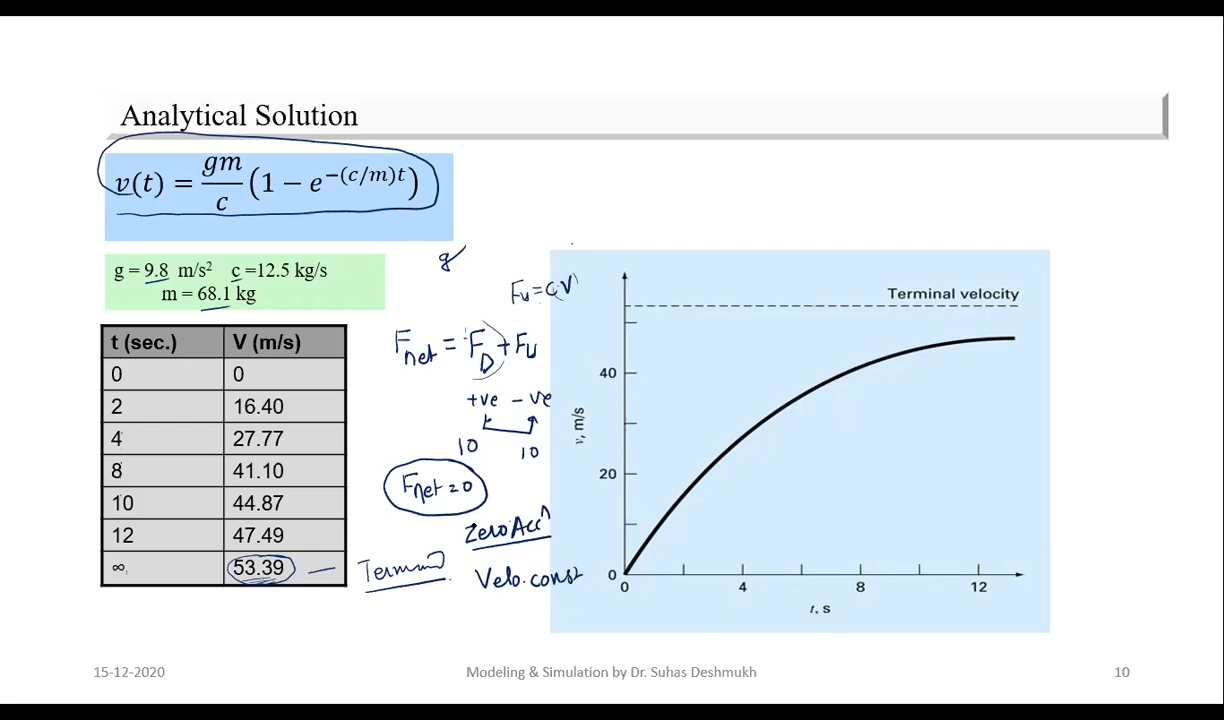 Analytical Solution
v(t) = gm/c (1 − e^−(c/m)t)
g = 9.8 m/s² c =12.5 kg/s
m = 68.1 kg
t (sec.) V (m/s)
0 0
2 16.40
4 27.77
8 41.10
10 44.87
12 47.49
∞ 53.39
g
Fu = cV
Fnet = FD + FU
+ve − ve
10 10
Fnet = 0
Zero Accⁿ
Velo. const
Terminal velocity
40
20
0
v, m/s
0 4 8 12
t, s
15-12-2020 Modeling & Simulation by Dr. Suhas Deshmukh 10